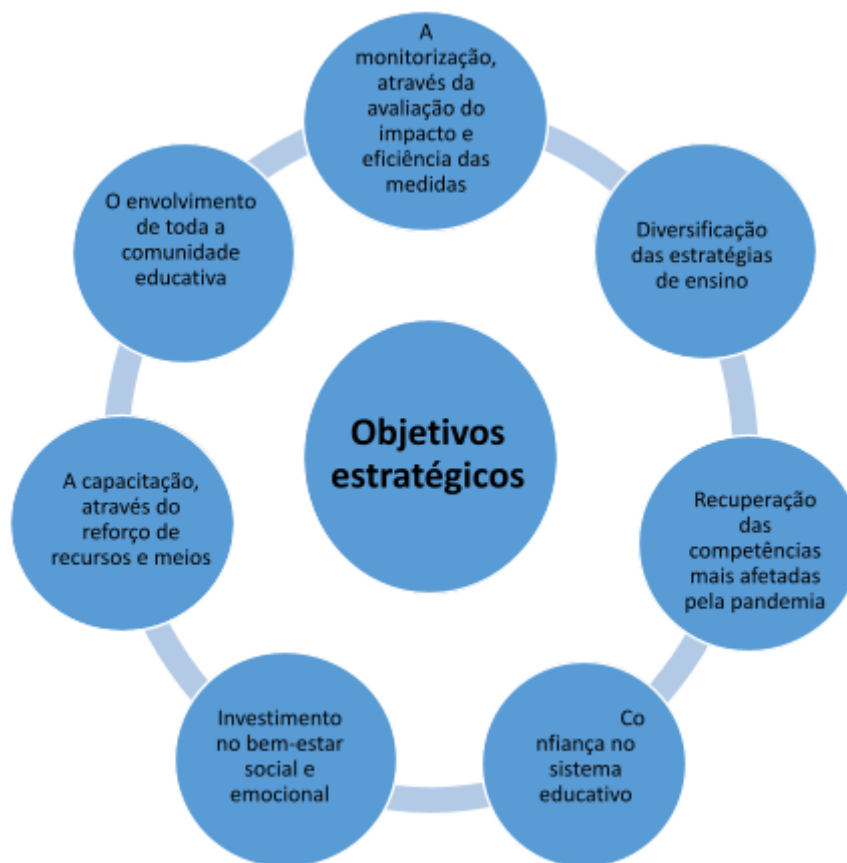 A
monitorização,
através da
avaliação do
impacto e
eficiência das
medidas
Diversificação
das estratégias
de ensino
Recuperação
das
competências
mais afetadas
pela pandemia
Co
nfiança no
sistema
educativo
Investimento
no bem-estar
social e
emocional
A capacitação,
através do
reforço de
recursos e meios
O envolvimento
de toda a
comunidade
educativa
Objetivos
estratégicos